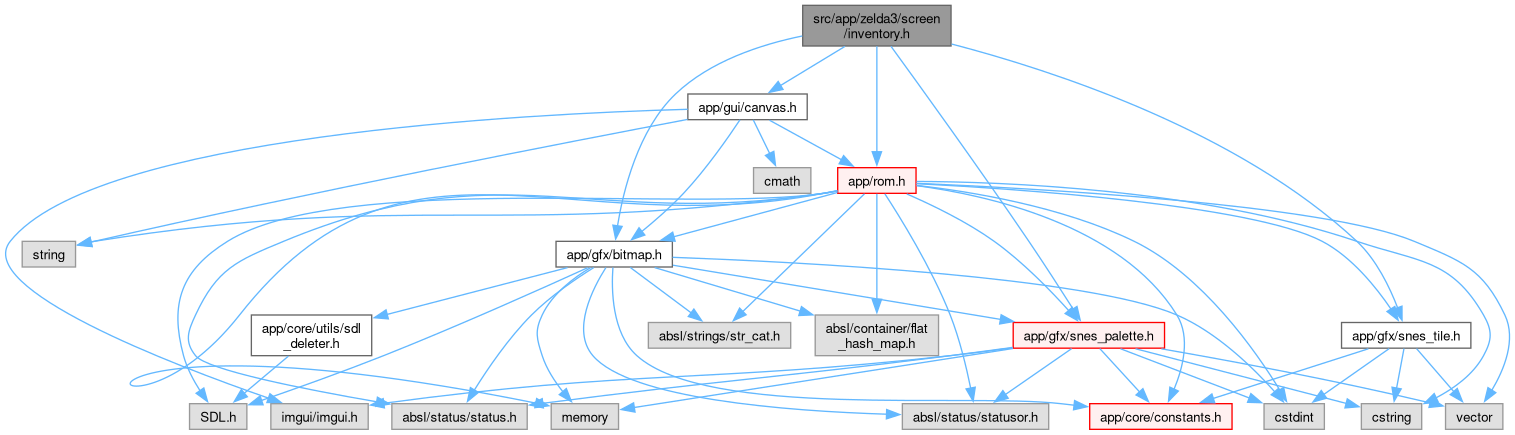 src/app/zelda3/screen
/inventory.h
app/gui/canvas.h
cmath
app/rom.h
string
app/gfx/bitmap.h
app/core/utils/sdl
_deleter.h
absl/strings/str_cat.h
absl/container/flat
_hash_map.h
app/gfx/snes_palette.h
app/gfx/snes_tile.h
SDL.h
imgui/imgui.h
absl/status/status.h
memory
absl/status/statusor.h
app/core/constants.h
cstdint
cstring
vector